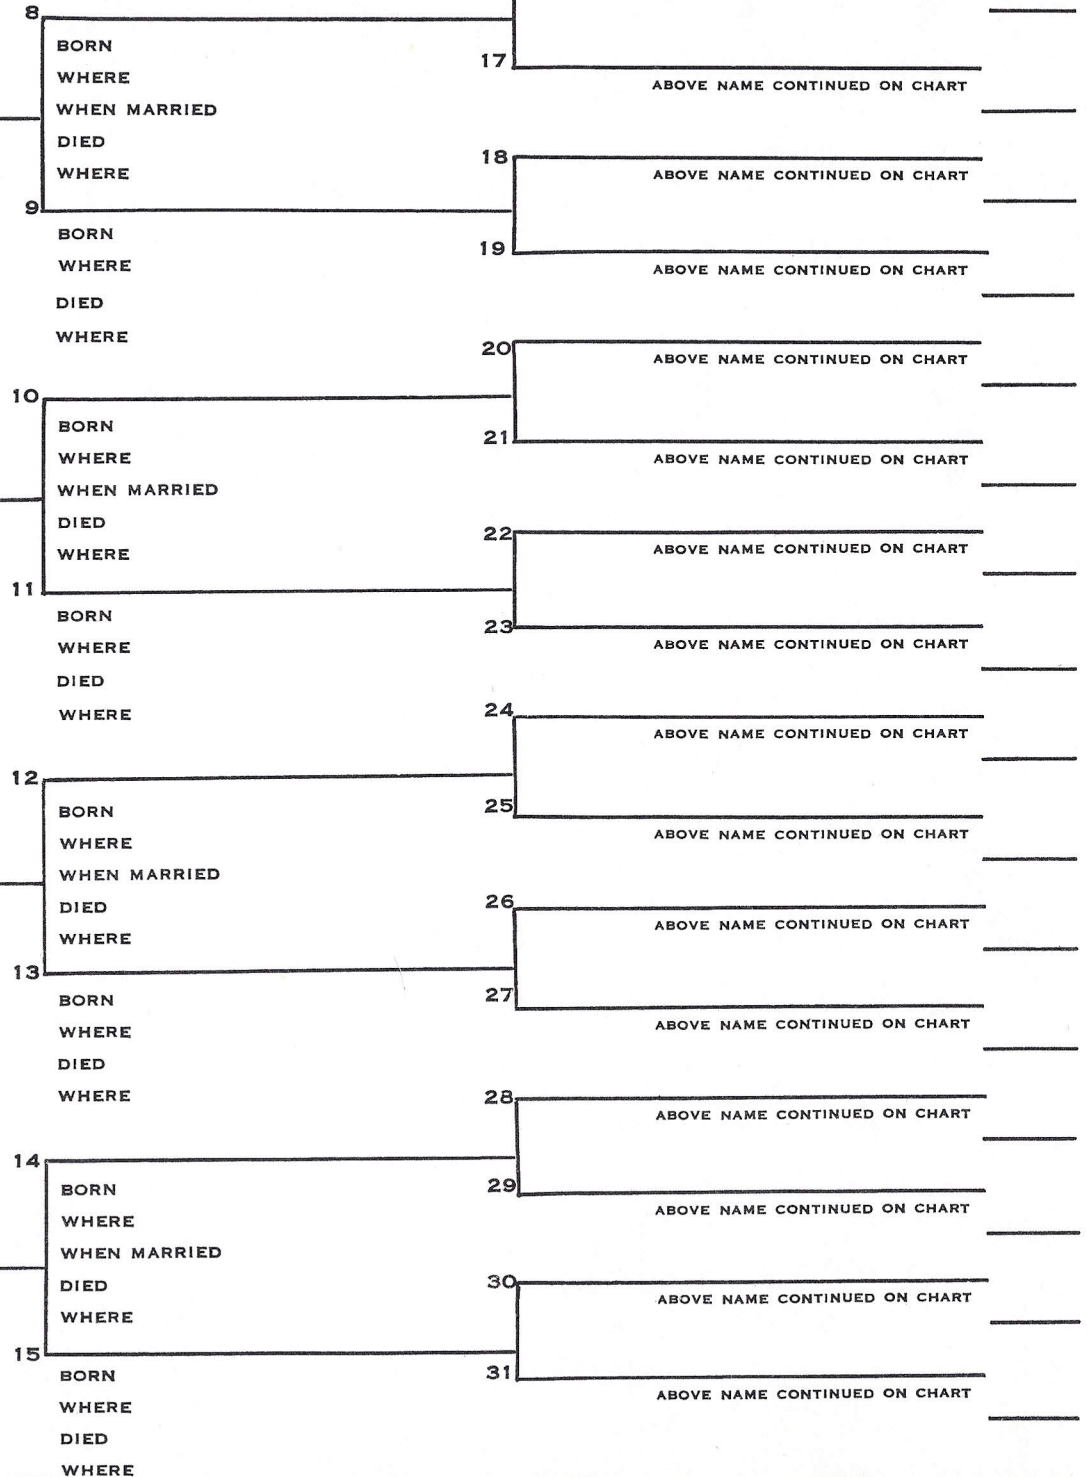 8
BORN
WHERE
WHEN MARRIED
DIED
WHERE
9
BORN
WHERE
DIED
WHERE
10
BORN
WHERE
WHEN MARRIED
DIED
WHERE
11
BORN
WHERE
DIED
WHERE
12
BORN
WHERE
WHEN MARRIED
DIED
WHERE
13
BORN
WHERE
DIED
WHERE
14
BORN
WHERE
WHEN MARRIED
DIED
WHERE
15
BORN
WHERE
DIED
WHERE
17
ABOVE NAME CONTINUED ON CHART
18
ABOVE NAME CONTINUED ON CHART
19
ABOVE NAME CONTINUED ON CHART
20
ABOVE NAME CONTINUED ON CHART
21
ABOVE NAME CONTINUED ON CHART
22
ABOVE NAME CONTINUED ON CHART
23
ABOVE NAME CONTINUED ON CHART
24
ABOVE NAME CONTINUED ON CHART
25
ABOVE NAME CONTINUED ON CHART
26
ABOVE NAME CONTINUED ON CHART
27
ABOVE NAME CONTINUED ON CHART
28
ABOVE NAME CONTINUED ON CHART
29
ABOVE NAME CONTINUED ON CHART
30
ABOVE NAME CONTINUED ON CHART
31
ABOVE NAME CONTINUED ON CHART